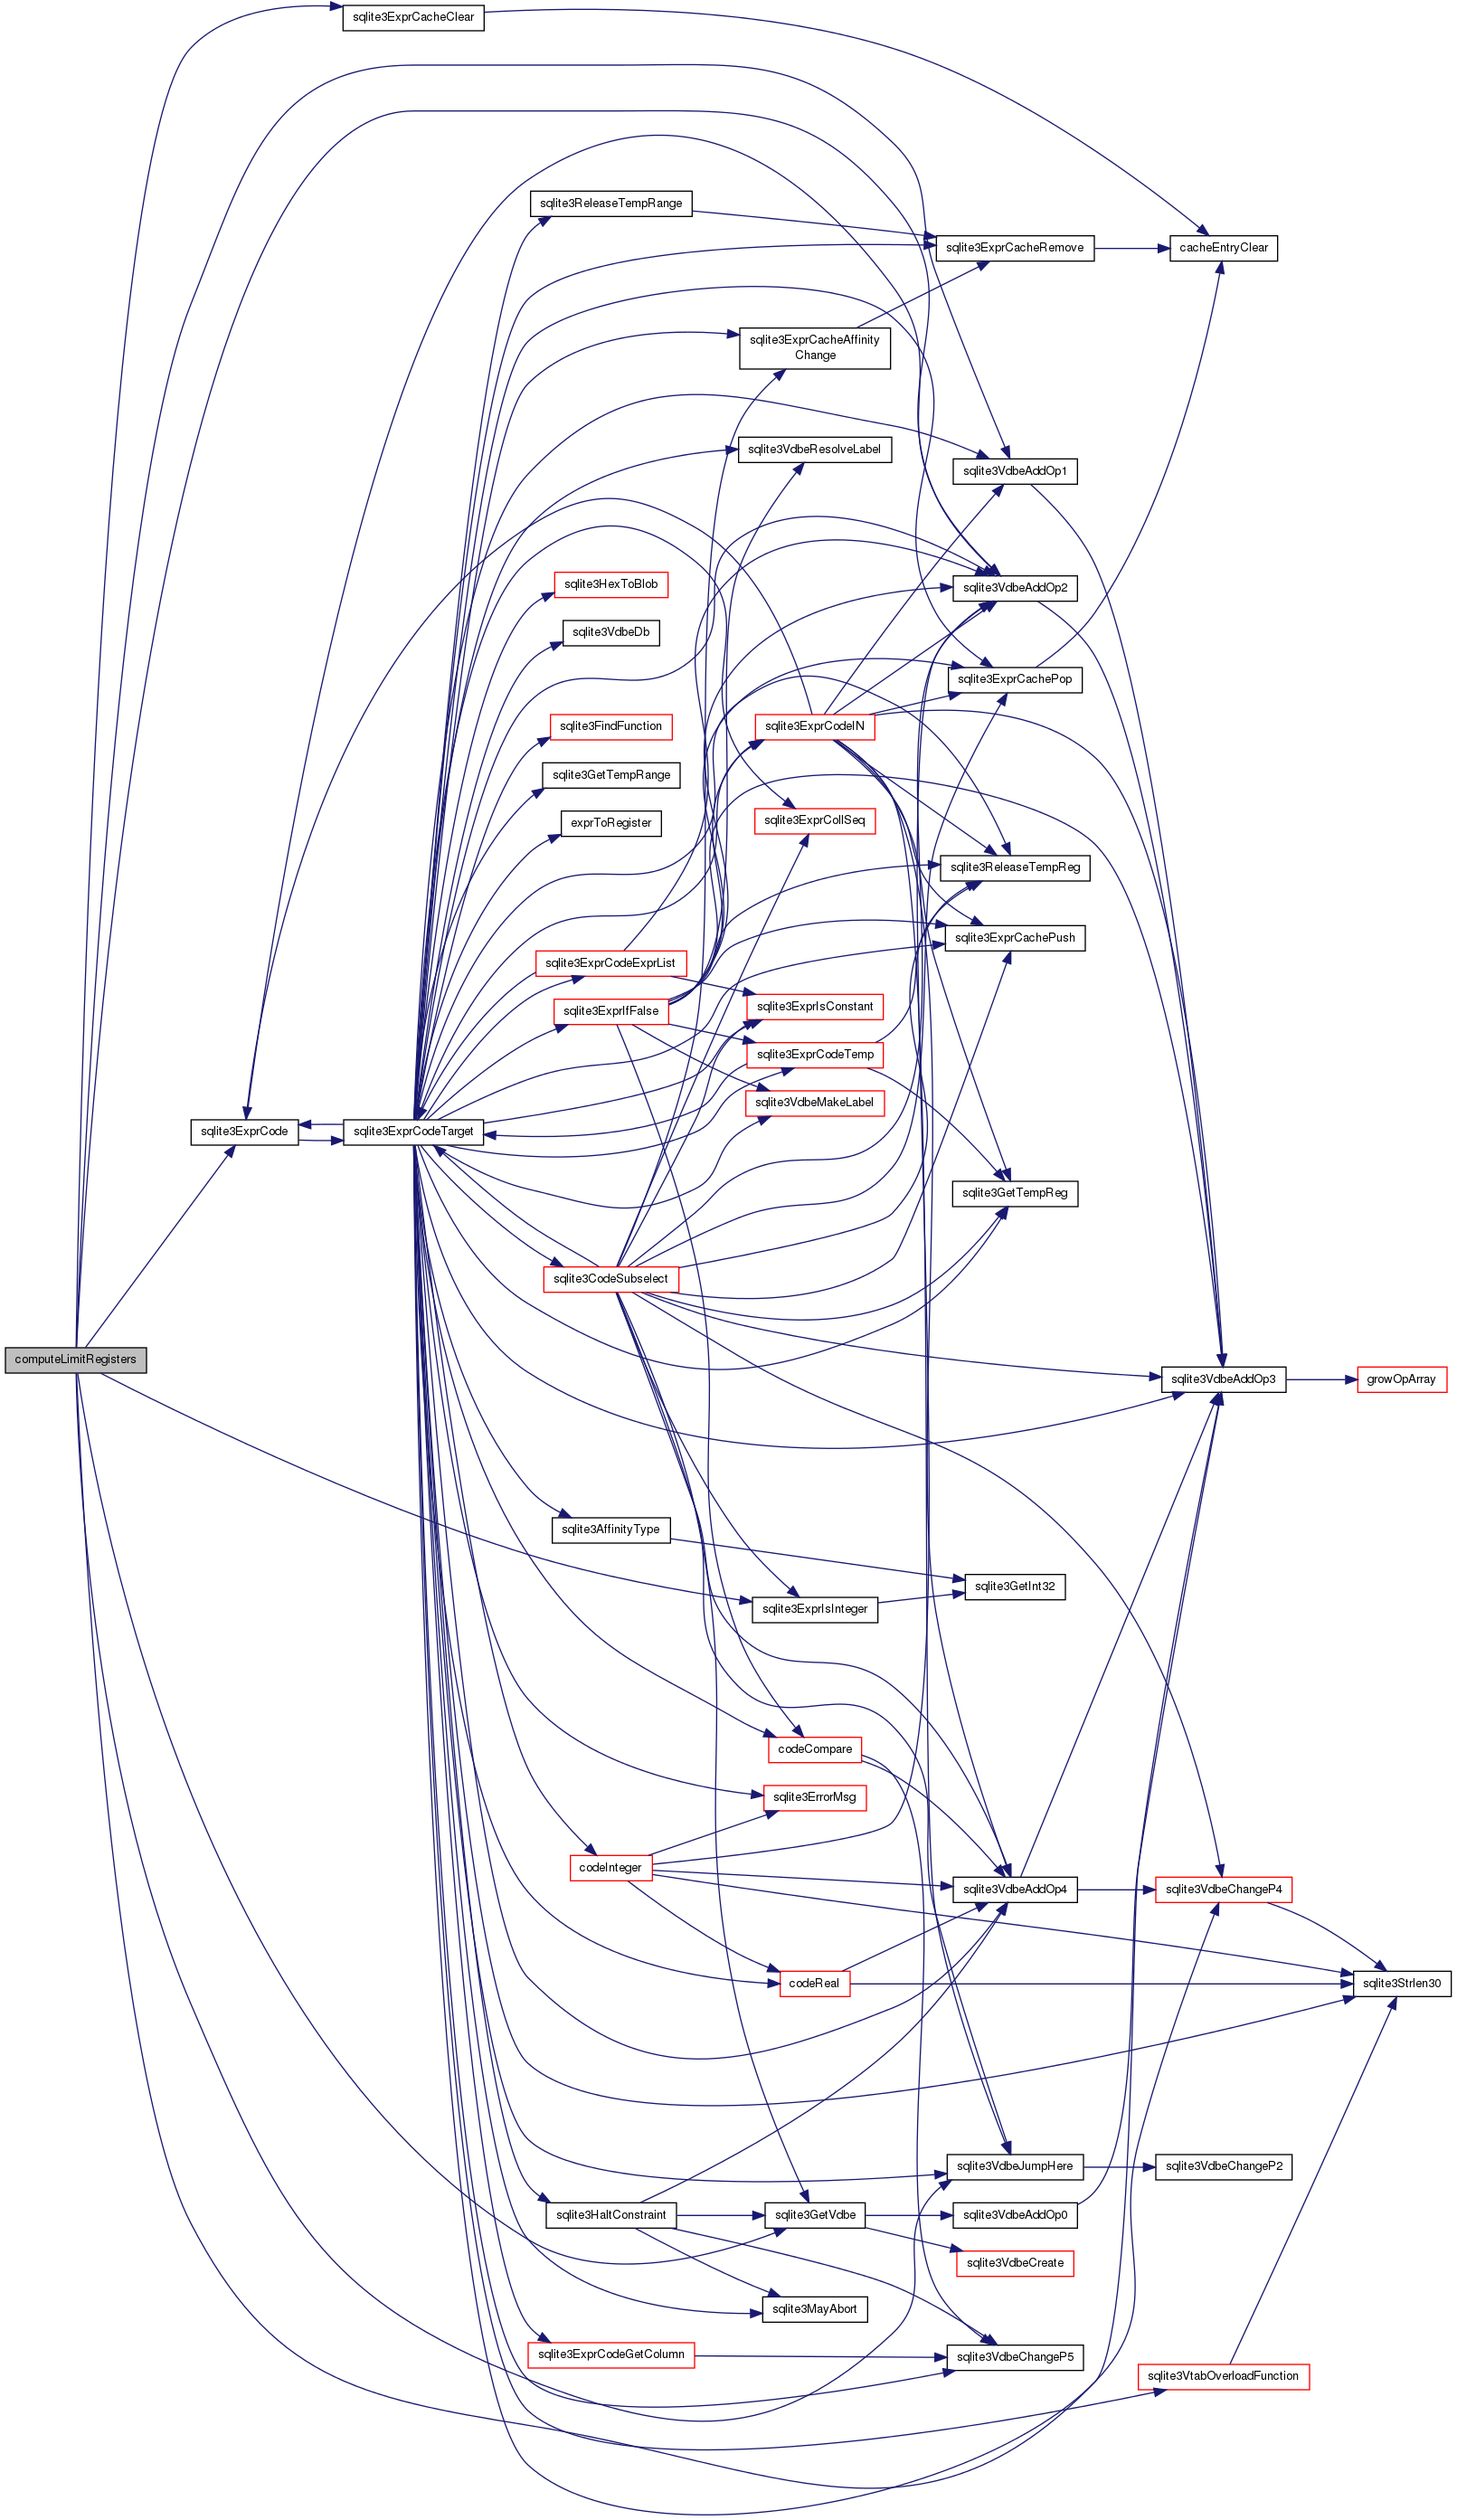 sqlite3ExprCacheClear
sqlite3ReleaseTempRange
sqlite3ExprCacheRemove
cacheEntryClear
sqlite3ExprCacheAffinity
Change
sqlite3VdbeResolveLabel
sqlite3VdbeAddOp1
sqlite3HexToBlob
sqlite3VdbeAddOp2
sqlite3VdbeDb
sqlite3ExprCachePop
sqlite3FindFunction
sqlite3ExprCodeIN
sqlite3GetTempRange
exprToRegister
sqlite3ExprCollSeq
sqlite3ReleaseTempReg
sqlite3ExprCachePush
sqlite3ExprCodeExprList
sqlite3ExprIfFalse
sqlite3ExprIsConstant
sqlite3ExprCodeTemp
sqlite3VdbeMakeLabel
sqlite3ExprCode
sqlite3ExprCodeTarget
sqlite3GetTempReg
sqlite3CodeSubselect
computeLimitRegisters
sqlite3VdbeAddOp3
growOpArray
sqlite3AffinityType
sqlite3GetInt32
sqlite3ExprIsInteger
codeCompare
sqlite3ErrorMsg
codeInteger
sqlite3VdbeAddOp4
sqlite3VdbeChangeP4
codeReal
sqlite3Strlen30
sqlite3VdbeJumpHere
sqlite3VdbeChangeP2
sqlite3HaltConstraint
sqlite3GetVdbe
sqlite3VdbeAddOp0
sqlite3VdbeCreate
sqlite3MayAbort
sqlite3ExprCodeGetColumn
sqlite3VdbeChangeP5
sqlite3VtabOverloadFunction